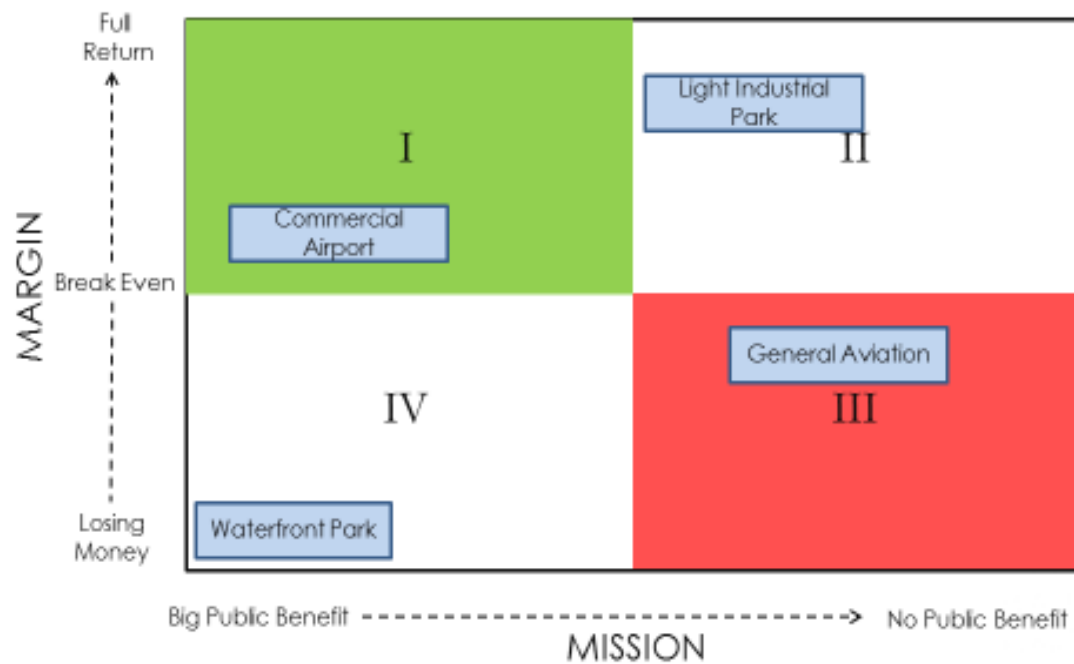 Full
Return
Light Industrial
Park
I
II
Commercial
Airport
MARGIN
Break Even
General Aviation
IV
III
Losing
Money
Waterfront Park
Big Public Benefit
No Public Benefit
MISSION